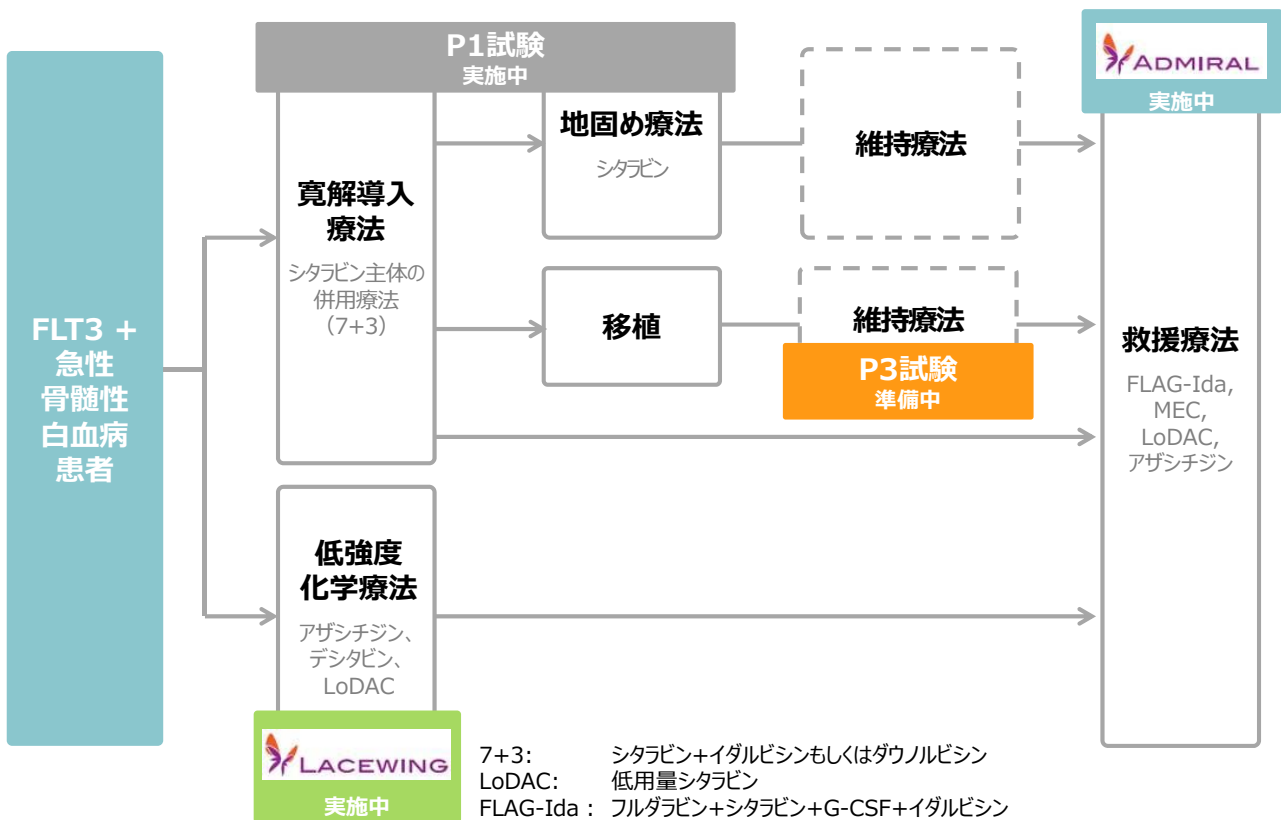 FLT3 +
急性
骨髄性
白血病
患者
P1試験
実施中
寛解導入
療法
シタラビン主体の
併用療法
（7+3）
地固め療法
シタラビン
維持療法
移植
維持療法
P3試験
準備中
ADMIRAL
実施中
救援療法
FLAG-Ida,
MEC,
LoDAC,
アザシチジン
低強度
化学療法
アザシチジン、
デシタビン、
LoDAC
LACEWING
実施中
7+3: シタラビン+イダルビシンもしくはダウノルビシン
LoDAC: 低用量シタラビン
FLAG-Ida : フルダラビン+シタラビン+G-CSF+イダルビシン